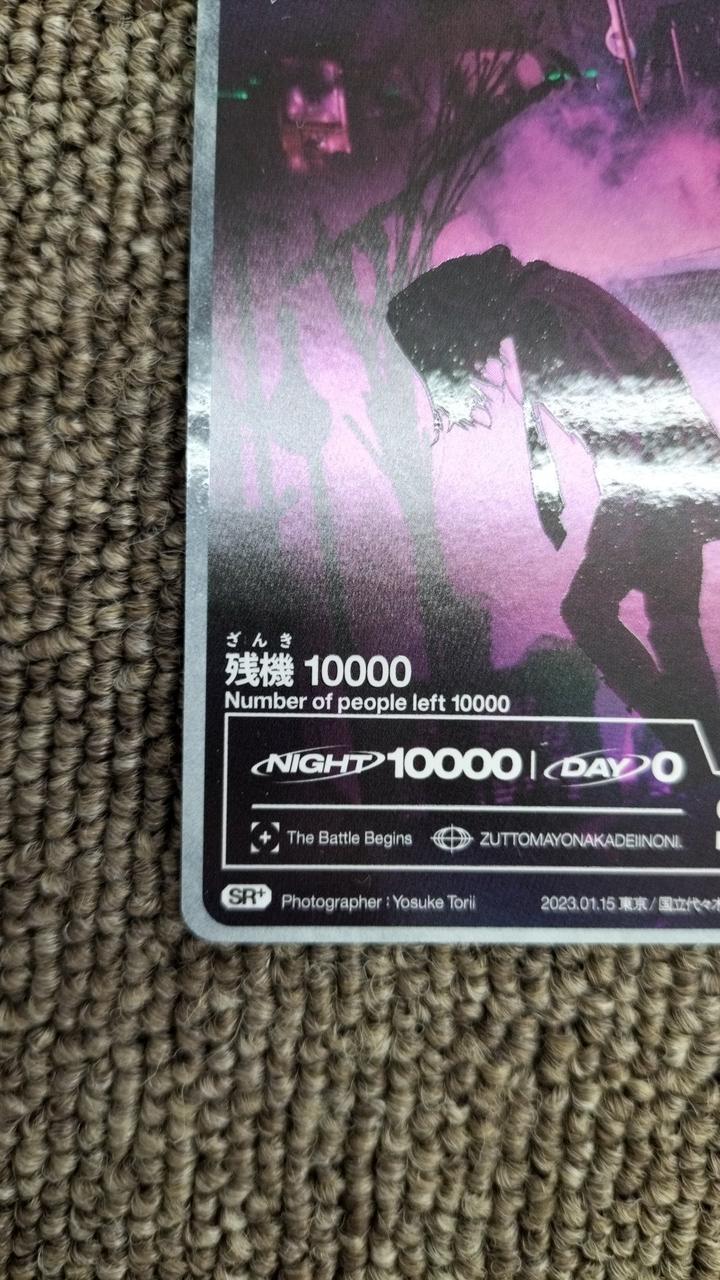 ざんき
残機 10000
Number of people left 10000
NIGHT 10000 | DAY 0
The Battle Begins ZUTTOMAYONAKADEIINONI.
SR+ Photographer : Yosuke Torii 2023.01.15 東京 / 国立代々木